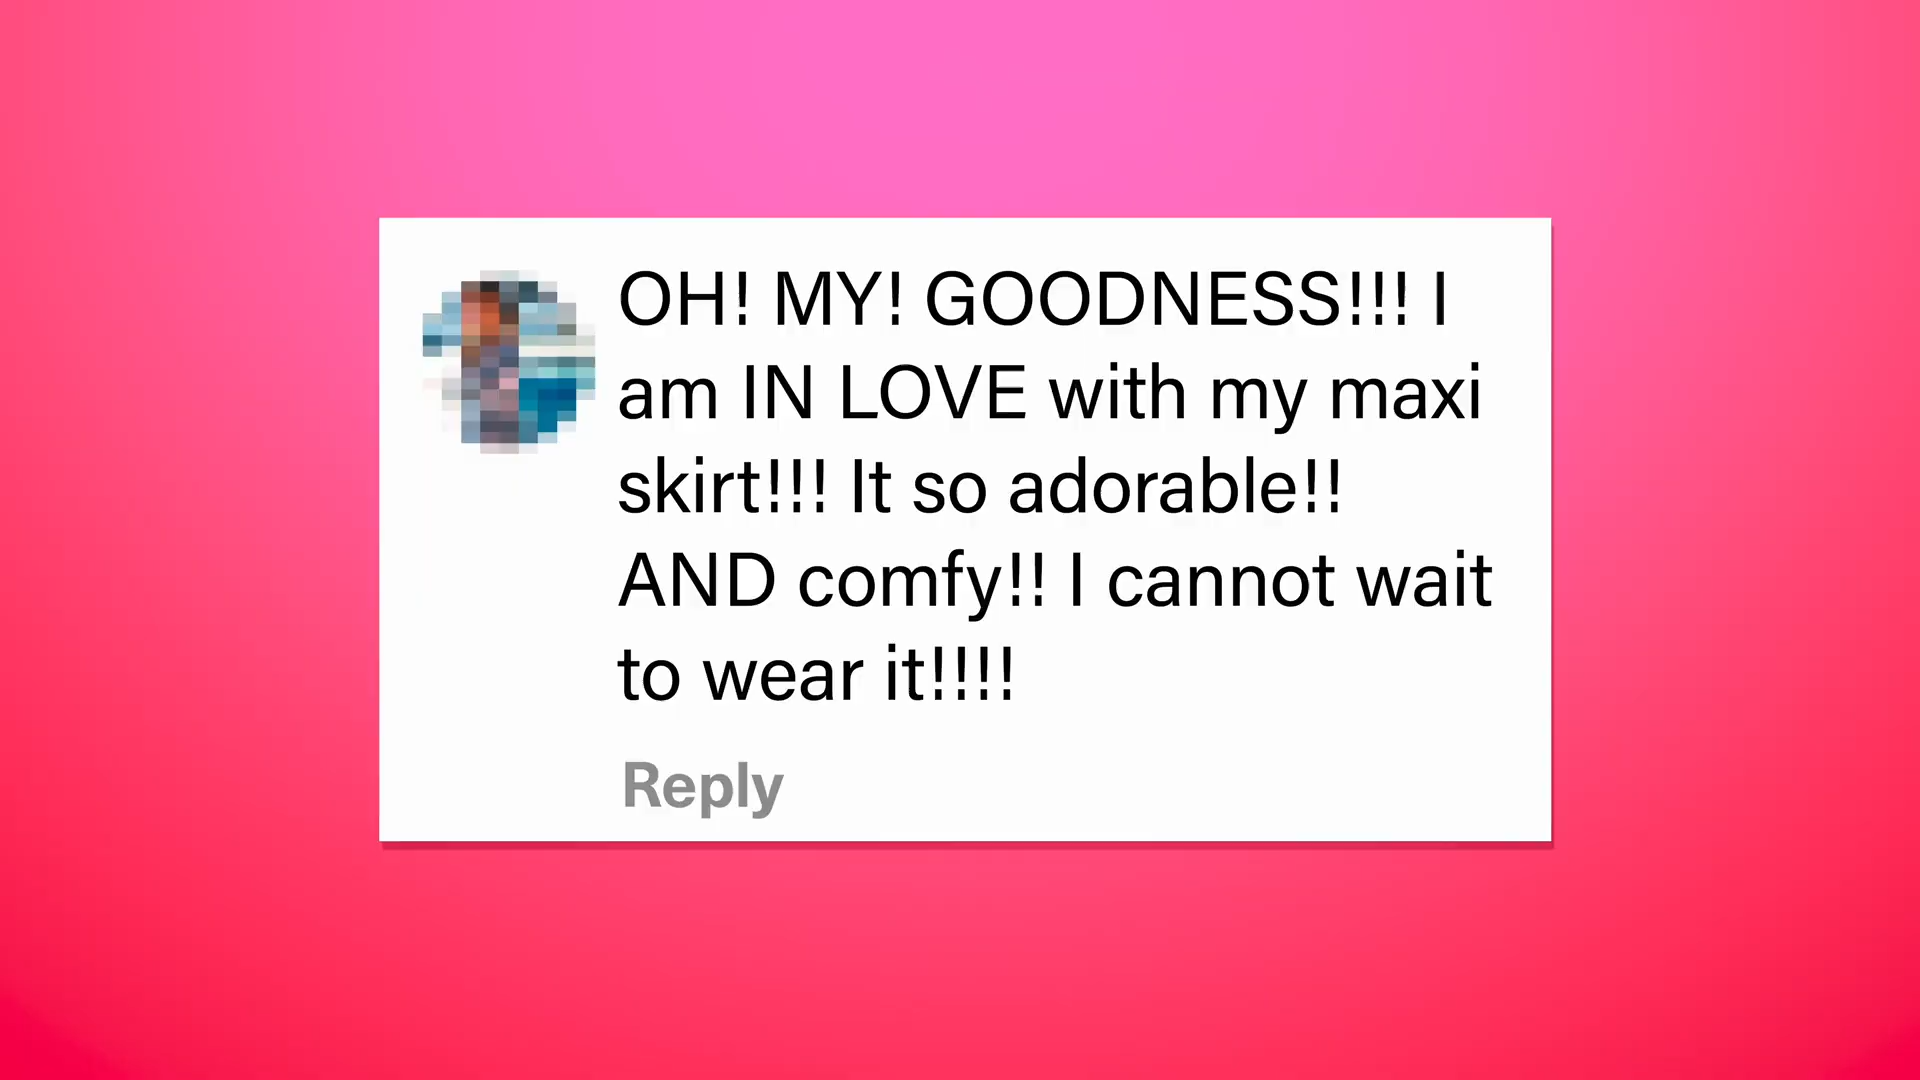 OH! MY! GOODNESS!!! I
am IN LOVE with my maxi
skirt!!! It so adorable!!
AND comfy!! I cannot wait
to wear it!!!!
Reply